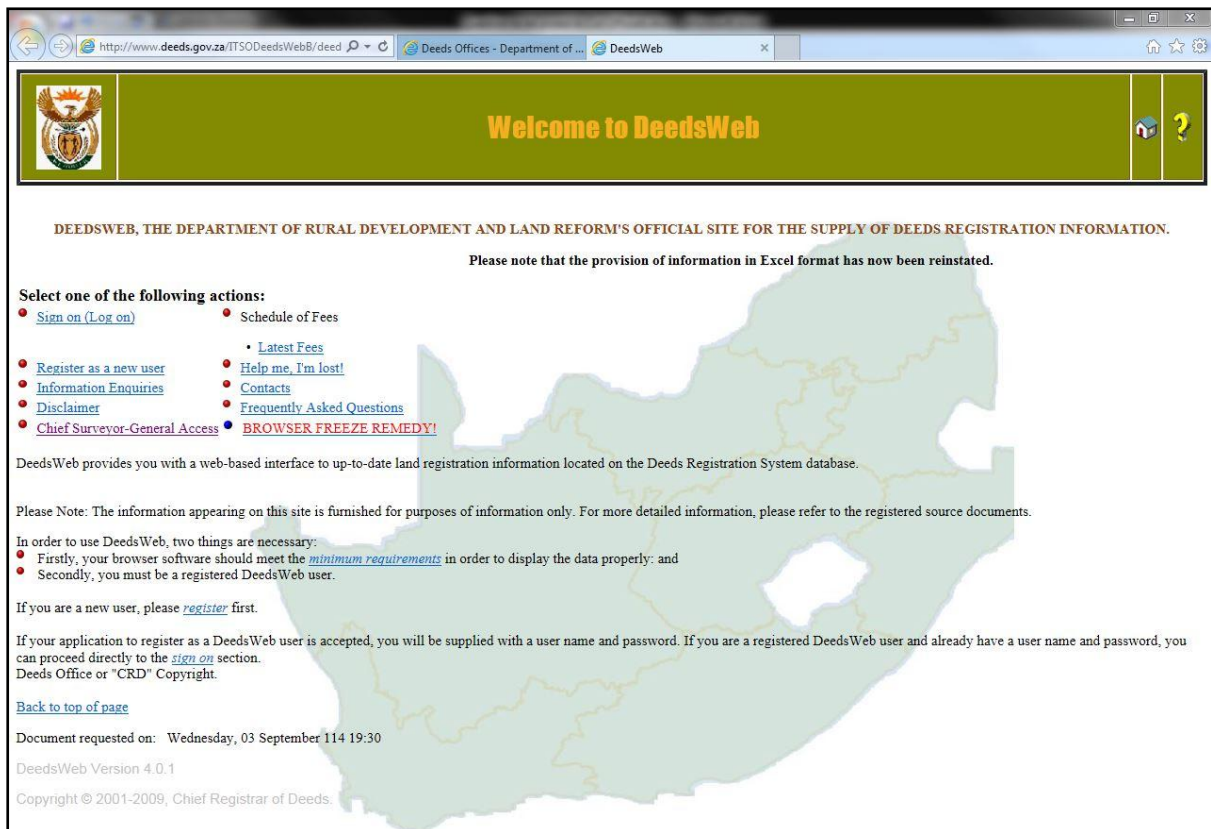 http://www.deeds.gov.za/ITSODeedsWebB/deed
Deeds Offices - Department of ...
DeedsWeb
Welcome to DeedsWeb
DEEDSWEB, THE DEPARTMENT OF RURAL DEVELOPMENT AND LAND REFORM'S OFFICIAL SITE FOR THE SUPPLY OF DEEDS REGISTRATION INFORMATION.
Please note that the provision of information in Excel format has now been reinstated.
Select one of the following actions:
Sign on (Log on)
Schedule of Fees
• Latest Fees
Register as a new user
Help me, I'm lost!
Information Enquiries
Contacts
Disclaimer
Frequently Asked Questions
Chief Surveyor-General Access
BROWSER FREEZE REMEDY!
DeedsWeb provides you with a web-based interface to up-to-date land registration information located on the Deeds Registration System database.
Please Note: The information appearing on this site is furnished for purposes of information only. For more detailed information, please refer to the registered source documents.
In order to use DeedsWeb, two things are necessary:
Firstly, your browser software should meet the minimum requirements in order to display the data properly: and
Secondly, you must be a registered DeedsWeb user.
If you are a new user, please register first.
If your application to register as a DeedsWeb user is accepted, you will be supplied with a user name and password. If you are a registered DeedsWeb user and already have a user name and password, you
can proceed directly to the sign on section.
Deeds Office or "CRD" Copyright.
Back to top of page
Document requested on: Wednesday, 03 September 114 19:30
DeedsWeb Version 4.0.1
Copyright © 2001-2009, Chief Registrar of Deeds.